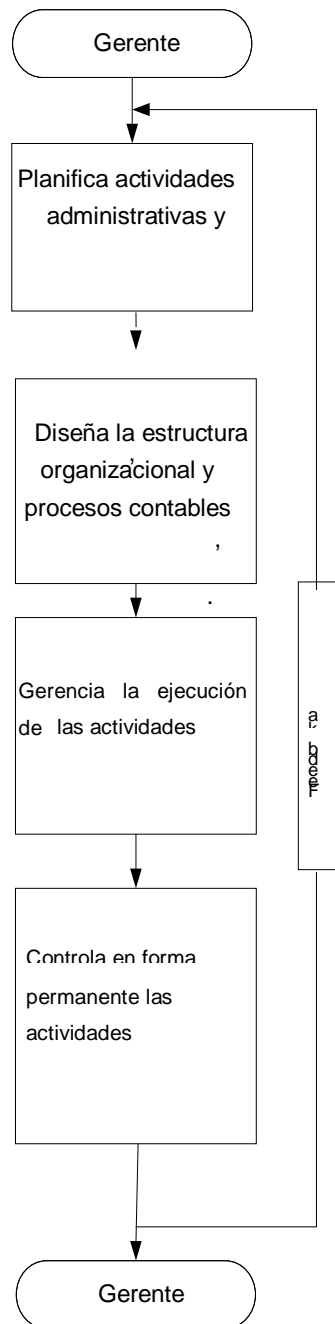 Gerente
Planifica actividades
administrativas y
Diseña la estructura
organizacional y
procesos contables
,
.
Gerencia la ejecución
de las actividades
Controla en forma
permanente las
actividades
Gerente